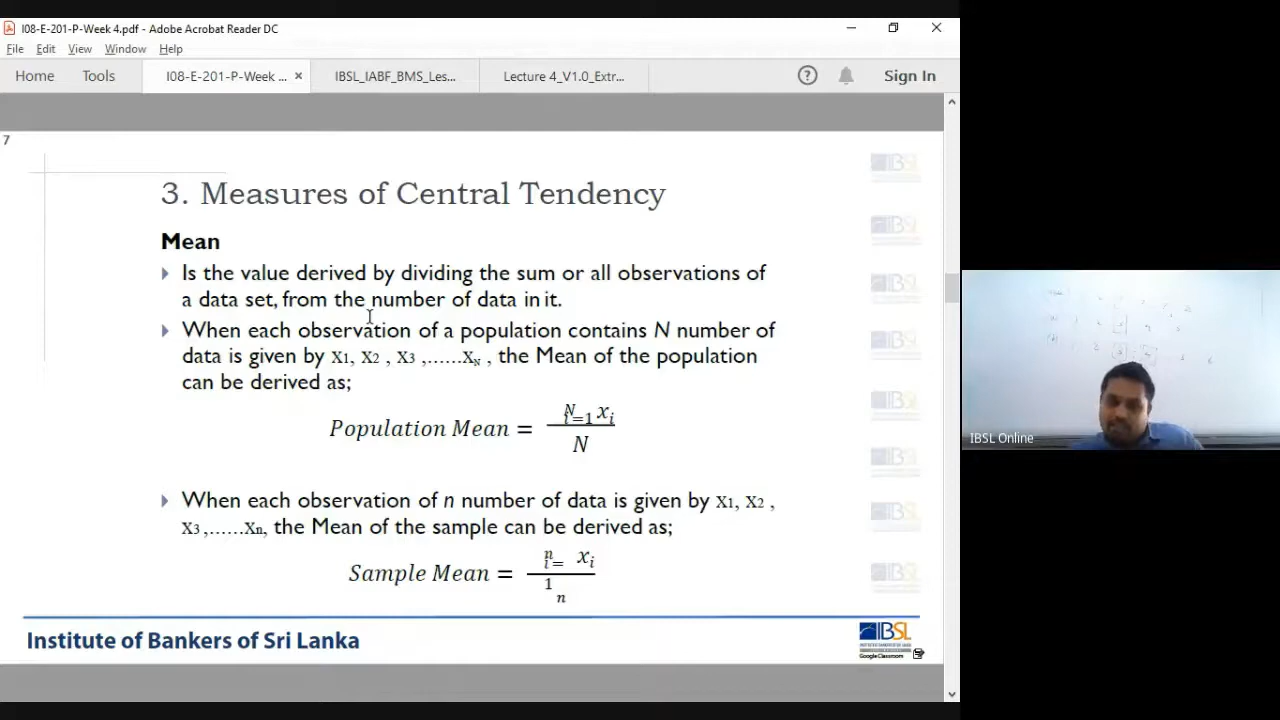 I08-E-201-P-Week 4.pdf - Adobe Acrobat Reader DC
File Edit View Window Help
Home Tools I08-E-201-P-Week ... × IBSL_IABF_BMS_Les... Lecture 4_V1.0_Extr... ? Sign In
7
3. Measures of Central Tendency
Mean
Is the value derived by dividing the sum or all observations of
a data set, from the number of data in it.
When each observation of a population contains N number of
data is given by x1, x2 , x3 ,......xN , the Mean of the population
can be derived as;
Population Mean = N i=1 xi
N
When each observation of n number of data is given by x1, x2 ,
x3 ,......xn, the Mean of the sample can be derived as;
Sample Mean = n i= xi
1
n
Institute of Bankers of Sri Lanka
IBSL
Google Classroom
IBSL Online